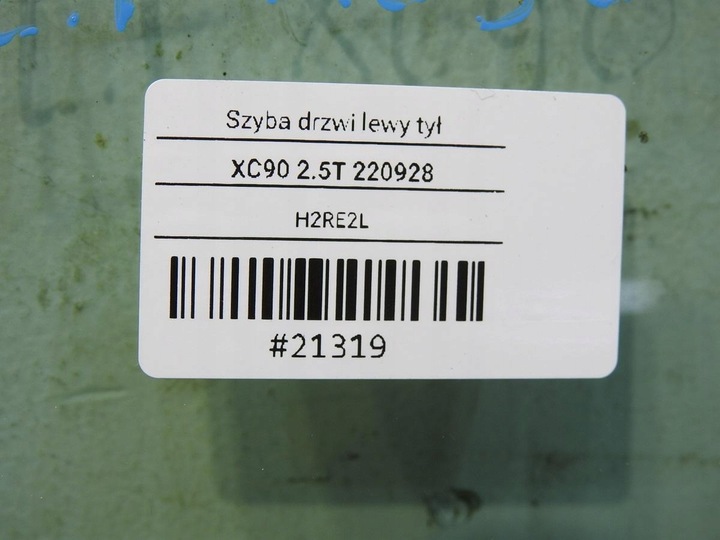 Szyba drzwi lewy tył
XC90 2.5T 220928
H2RE2L
#21319